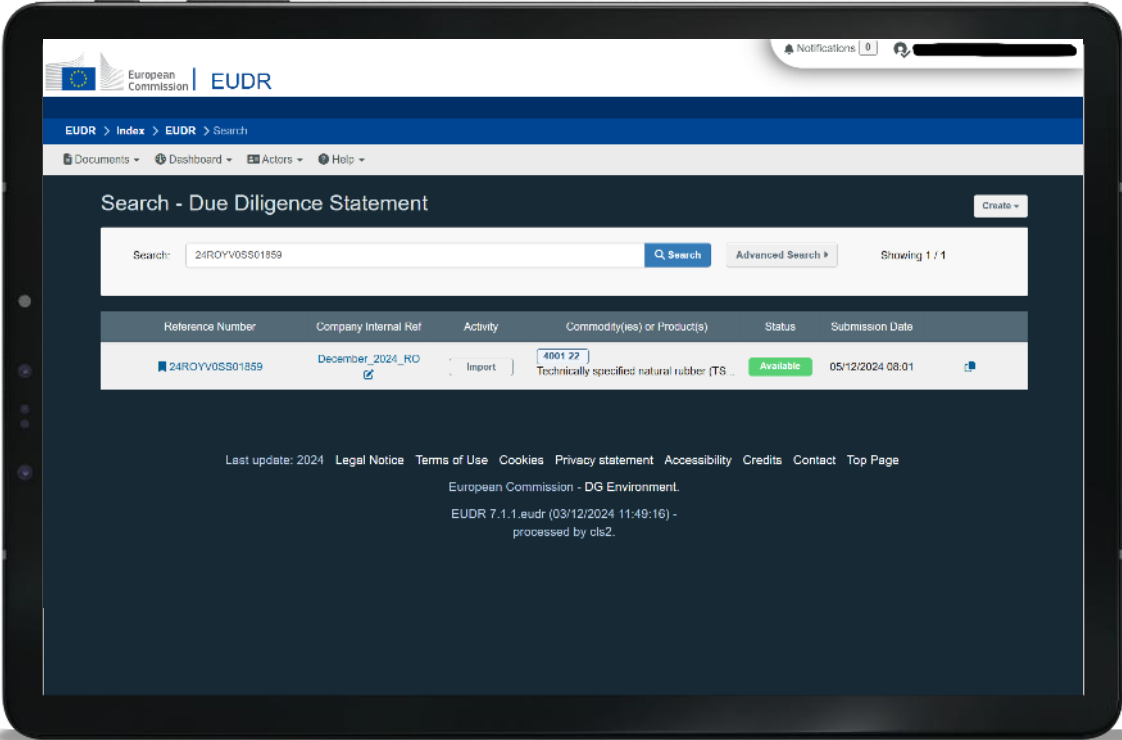 Notifications 0
European
Commission
EUDR
EUDR > Index > EUDR > Search
Documents Dashboard Actors Help
Search - Due Diligence Statement
Create
Search: 24ROYV0SS01859 Search Advanced Search Showing 1 / 1
Reference Number Company Internal Ref Activity Commodity(ies) or Product(s) Status Submission Date
24ROYV0SS01859 December_2024_RO Import 4001 22 Available 05/12/2024 08:01
Technically specified natural rubber (TS ...
Last update: 2024 Legal Notice Terms of Use Cookies Privacy statement Accessibility Credits Contact Top Page
European Commission - DG Environment.
EUDR 7.1.1.eudr (03/12/2024 11:49:16) -
processed by cls2.